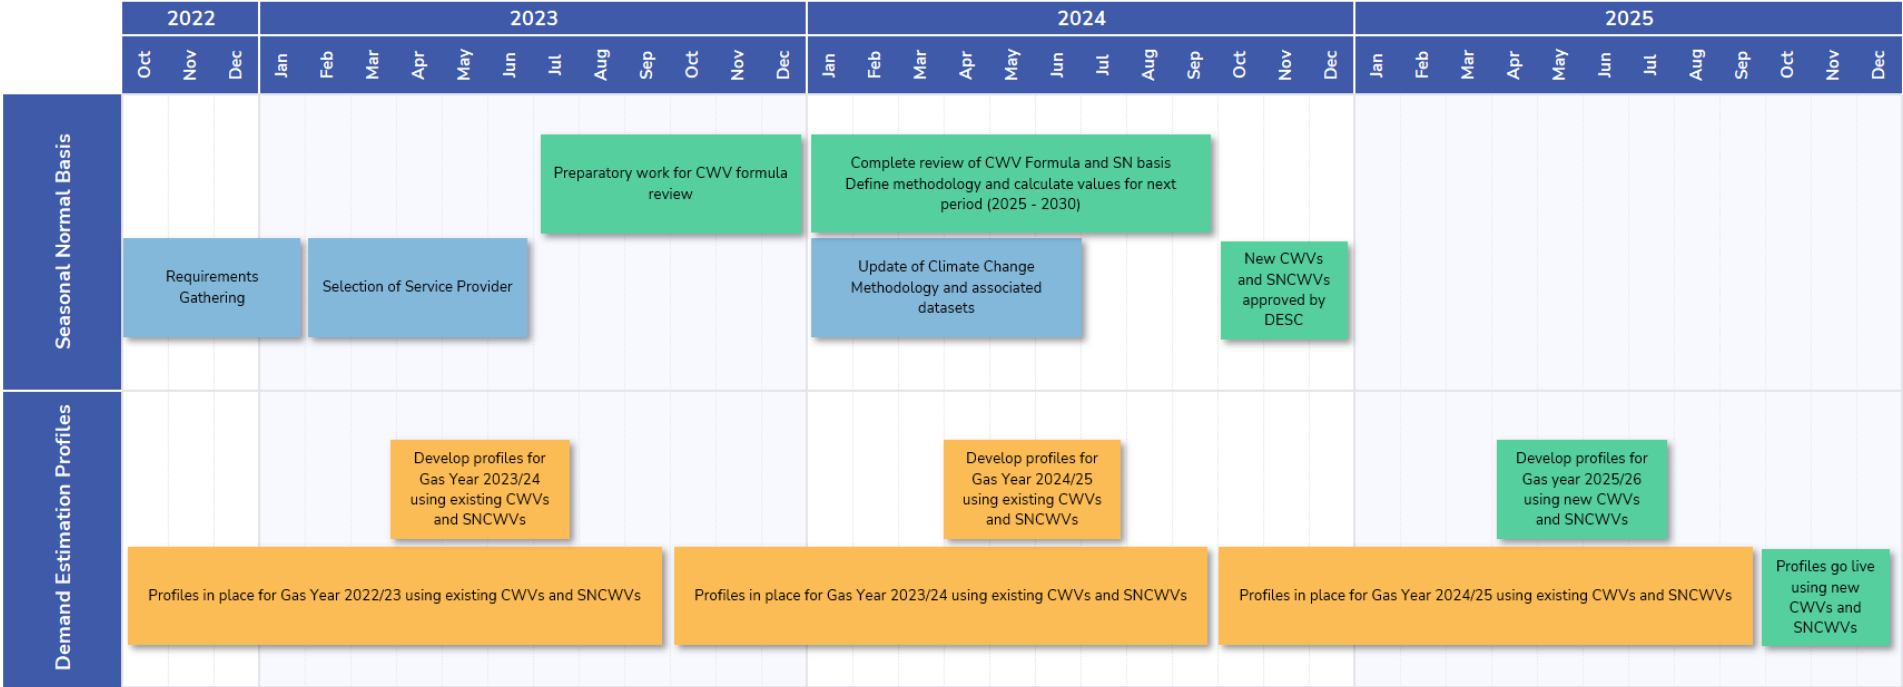 2022
2023
2024
2025
Oct
Nov
Dec
Jan
Feb
Mar
Apr
May
Jun
Jul
Aug
Sep
Oct
Nov
Dec
Jan
Feb
Mar
Apr
May
Jun
Jul
Aug
Sep
Oct
Nov
Dec
Jan
Feb
Mar
Apr
May
Jun
Jul
Aug
Sep
Oct
Nov
Dec
Seasonal Normal Basis
Preparatory work for CWV formula
review
Complete review of CWV Formula and SN basis
Define methodology and calculate values for next
period (2025 - 2030)
Requirements
Gathering
Selection of Service Provider
Update of Climate Change
Methodology and associated
datasets
New CWVs
and SNCWVs
approved by
DESC
Demand Estimation Profiles
Develop profiles for
Gas Year 2023/24
using existing CWVs
and SNCWVs
Develop profiles for
Gas Year 2024/25
using existing CWVs
and SNCWVs
Develop profiles for
Gas year 2025/26
using new CWVs
and SNCWVs
Profiles in place for Gas Year 2022/23 using existing CWVs and SNCWVs
Profiles in place for Gas Year 2023/24 using existing CWVs and SNCWVs
Profiles in place for Gas Year 2024/25 using existing CWVs and SNCWVs
Profiles go live
using new
CWVs and
SNCWVs